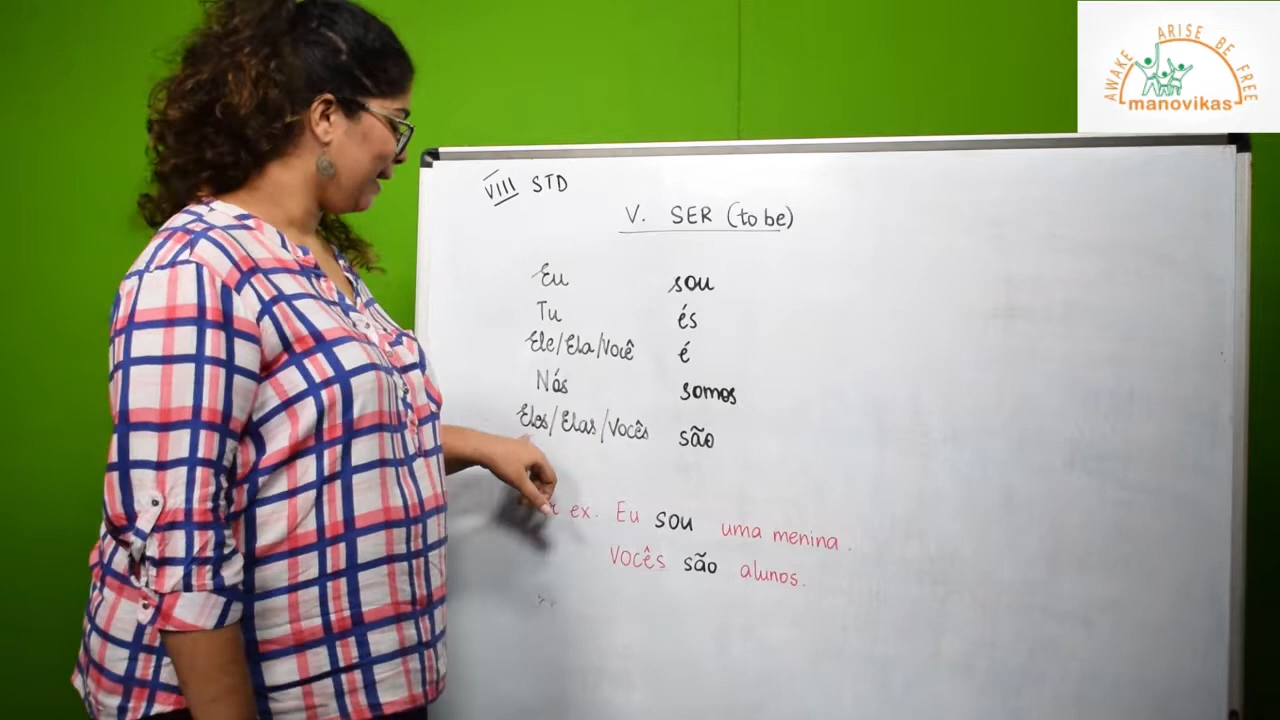 AWAKE ARISE BE FREE
manovikas
VIII STD
V. SER (to be)
Eu sou
Tu és
Ele/Ela/Você é
Nós somos
Eles/Elas/Vocês são
ex. Eu sou uma menina.
Vocês são alunos.